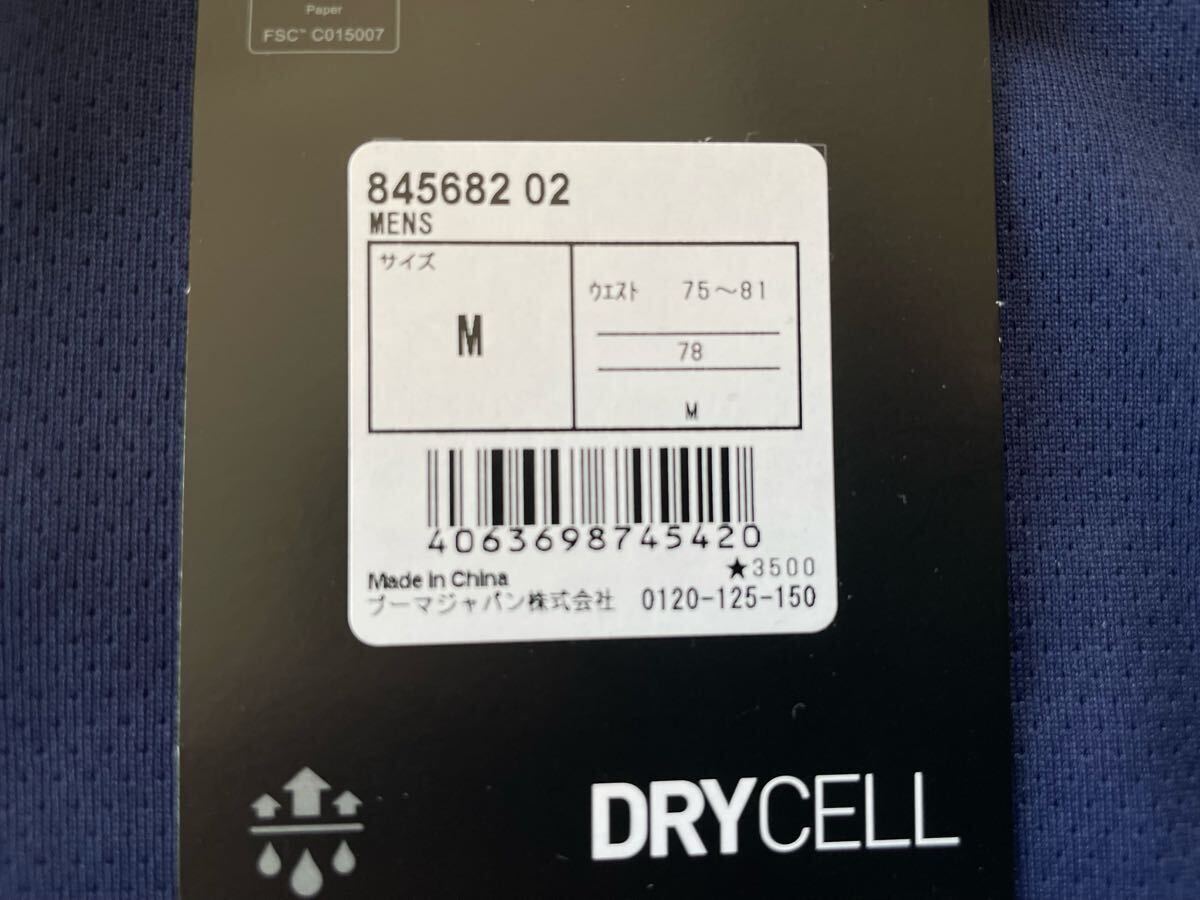 Paper
FSC™ C015007
845682 02
MENS
サイズ
M
ウエスト 75～81
78
M
4063698745420
★3500
Made in China
プーマジャパン株式会社 0120-125-150
DRYCELL